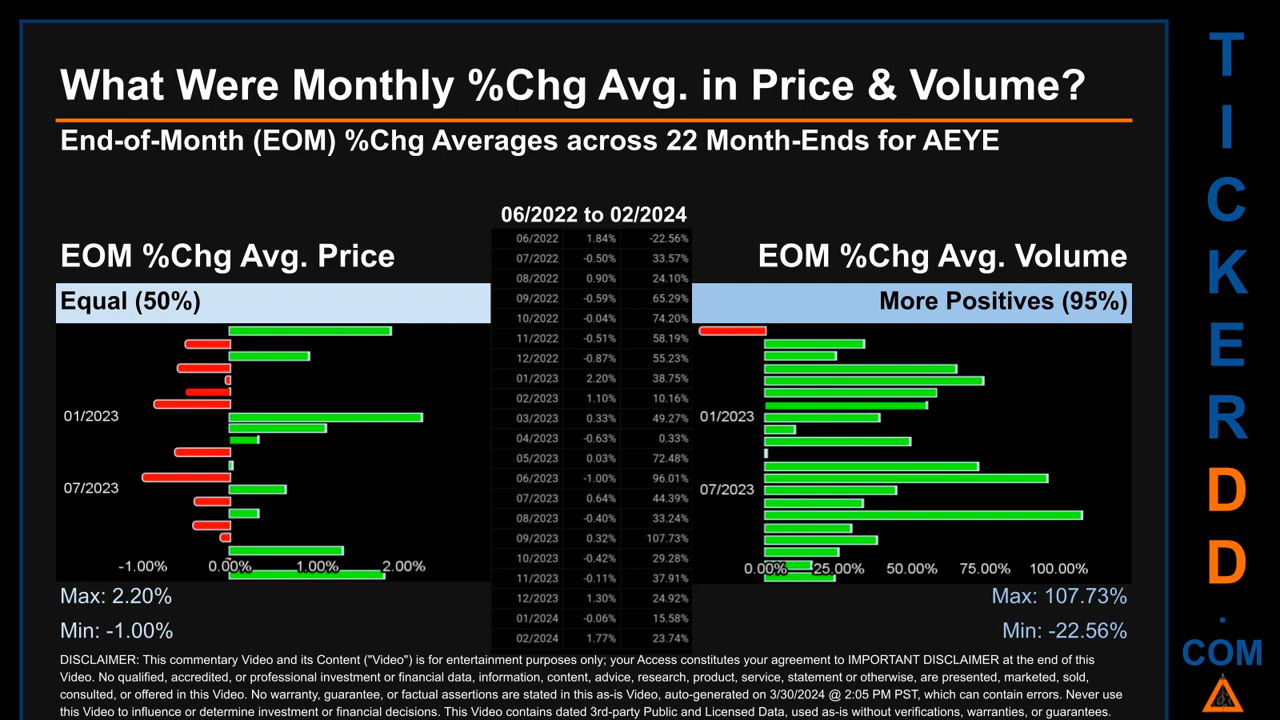 What Were Monthly %Chg Avg. in Price & Volume?
End-of-Month (EOM) %Chg Averages across 22 Month-Ends for AEYE
06/2022 to 02/2024
EOM %Chg Avg. Price
EOM %Chg Avg. Volume
Equal (50%)
More Positives (95%)
06/2022 1.84% -22.56%
07/2022 -0.50% 33.57%
08/2022 0.90% 24.10%
09/2022 -0.59% 65.29%
10/2022 -0.04% 74.20%
11/2022 -0.51% 58.19%
12/2022 -0.87% 55.23%
01/2023 2.20% 38.75%
02/2023 1.10% 10.16%
03/2023 0.33% 49.27%
04/2023 -0.63% 0.33%
05/2023 0.03% 72.48%
06/2023 -1.00% 96.01%
07/2023 0.64% 44.39%
08/2023 -0.40% 33.24%
09/2023 0.32% 107.73%
10/2023 -0.42% 29.28%
11/2023 -0.11% 37.91%
12/2023 1.30% 24.92%
01/2024 -0.06% 15.58%
02/2024 1.77% 23.74%
01/2023
07/2023
-1.00% 0.00% 1.00% 2.00%
01/2023
07/2023
0.00% 25.00% 50.00% 75.00% 100.00%
Max: 2.20%
Min: -1.00%
Max: 107.73%
Min: -22.56%
DISCLAIMER: This commentary Video and its Content ("Video") is for entertainment purposes only; your Access constitutes your agreement to IMPORTANT DISCLAIMER at the end of this
Video. No qualified, accredited, or professional investment or financial data, information, content, advice, research, product, service, statement or otherwise, are presented, marketed, sold,
consulted, or offered in this Video. No warranty, guarantee, or factual assertions are stated in this as-is Video, auto-generated on 3/30/2024 @ 2:05 PM PST, which can contain errors. Never use
this Video to influence or determine investment or financial decisions. This Video contains dated 3rd-party Public and Licensed Data, used as-is without verifications, warranties, or guarantees.
T
I
C
K
E
R
D
D
.
COM